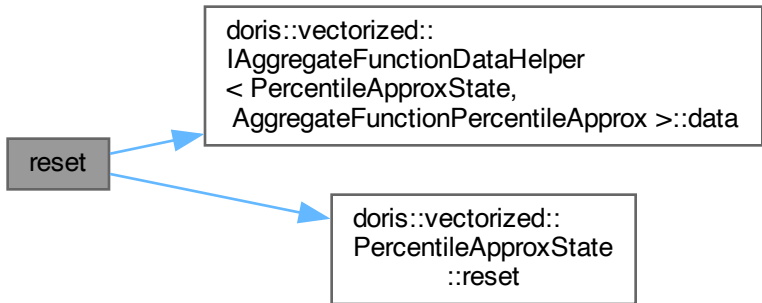 reset
doris::vectorized::
IAggregateFunctionDataHelper
< PercentileApproxState,
AggregateFunctionPercentileApprox >::data
doris::vectorized::
PercentileApproxState
::reset